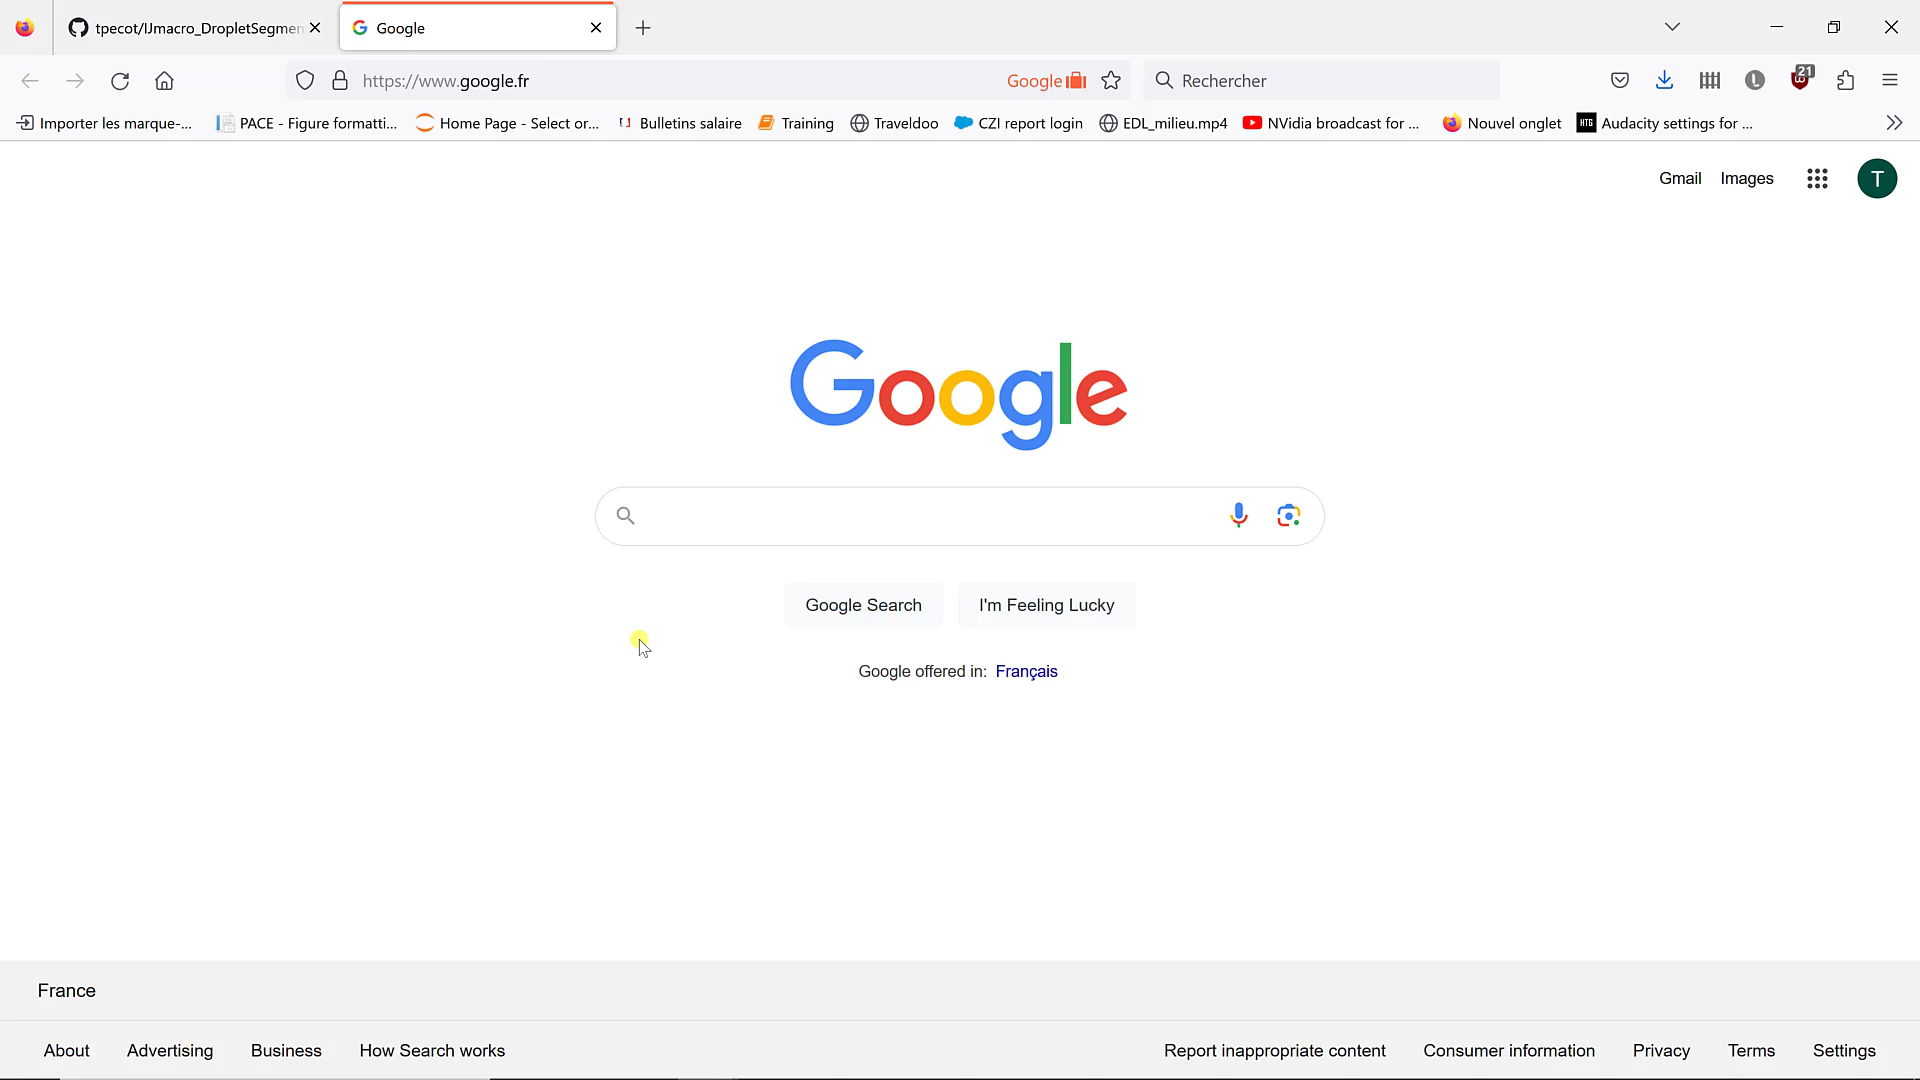 tpecot/IJmacro_DropletSegmen
Google
https://www.google.fr
Google
Rechercher
21
Importer les marque-...
PACE - Figure formatti...
Home Page - Select or...
Bulletins salaire
Training
Traveldoo
CZI report login
EDL_milieu.mp4
NVidia broadcast for ...
Nouvel onglet
HTG
Audacity settings for ...
Gmail
Images
T
Google
Google Search
I'm Feeling Lucky
Google offered in: Français
France
About
Advertising
Business
How Search works
Report inappropriate content
Consumer information
Privacy
Terms
Settings